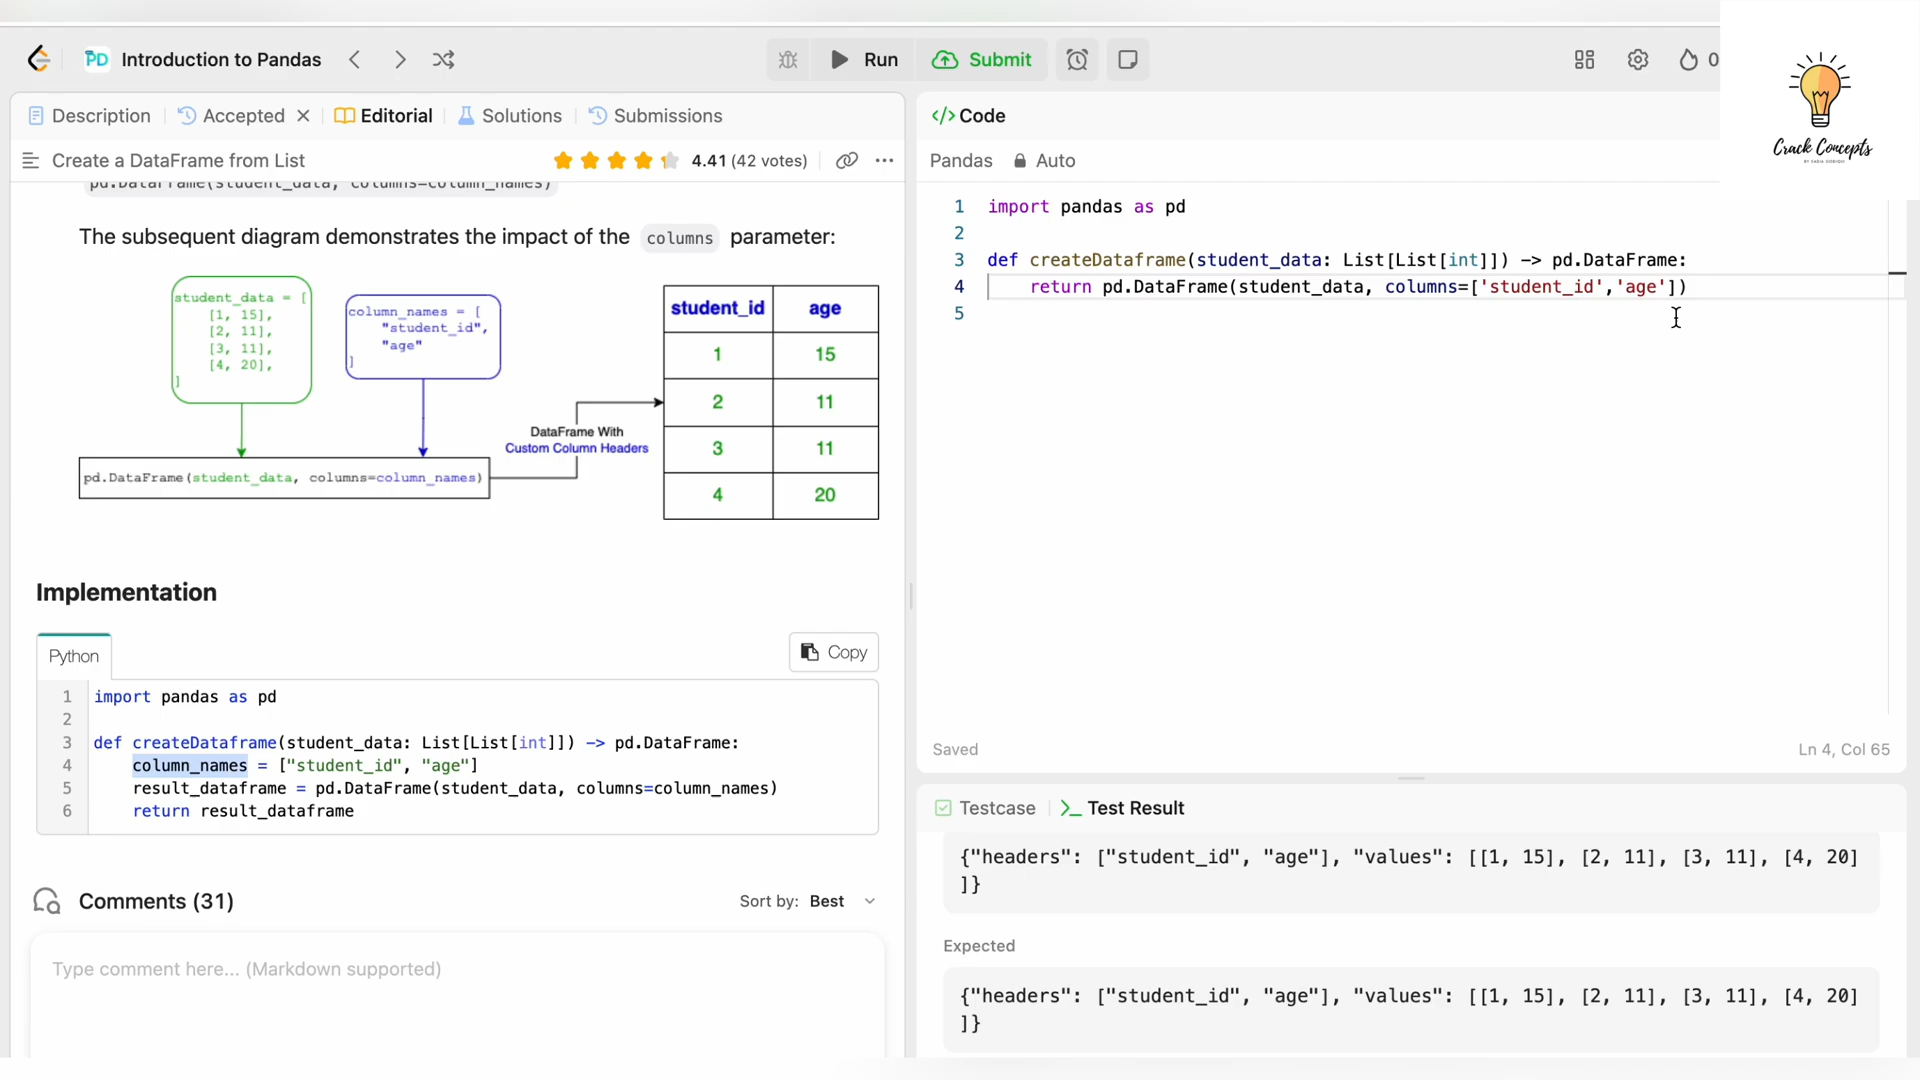 PD Introduction to Pandas
Run
Submit
0
Crack Concepts
Description
Accepted
Editorial
Solutions
Submissions
Create a DataFrame from List
4.41 (42 votes)
pd.DataFrame(student_data, columns=column_names)
The subsequent diagram demonstrates the impact of the columns parameter:
student_data = [
[1, 15],
[2, 11],
[3, 11],
[4, 20],
]
column_names = [
"student_id",
"age"
]
pd.DataFrame(student_data, columns=column_names)
DataFrame With
Custom Column Headers
student_id age
1 15
2 11
3 11
4 20
Implementation
Python
Copy
1 import pandas as pd
2
3 def createDataframe(student_data: List[List[int]]) -> pd.DataFrame:
4 column_names = ["student_id", "age"]
5 result_dataframe = pd.DataFrame(student_data, columns=column_names)
6 return result_dataframe
Comments (31)
Sort by: Best
Type comment here... (Markdown supported)
</> Code
Pandas Auto
1 import pandas as pd
2
3 def createDataframe(student_data: List[List[int]]) -> pd.DataFrame:
4 return pd.DataFrame(student_data, columns=['student_id','age'])
5
Saved
Ln 4, Col 65
Testcase
>_ Test Result
{"headers": ["student_id", "age"], "values": [[1, 15], [2, 11], [3, 11], [4, 20]
]}
Expected
{"headers": ["student_id", "age"], "values": [[1, 15], [2, 11], [3, 11], [4, 20]
]}